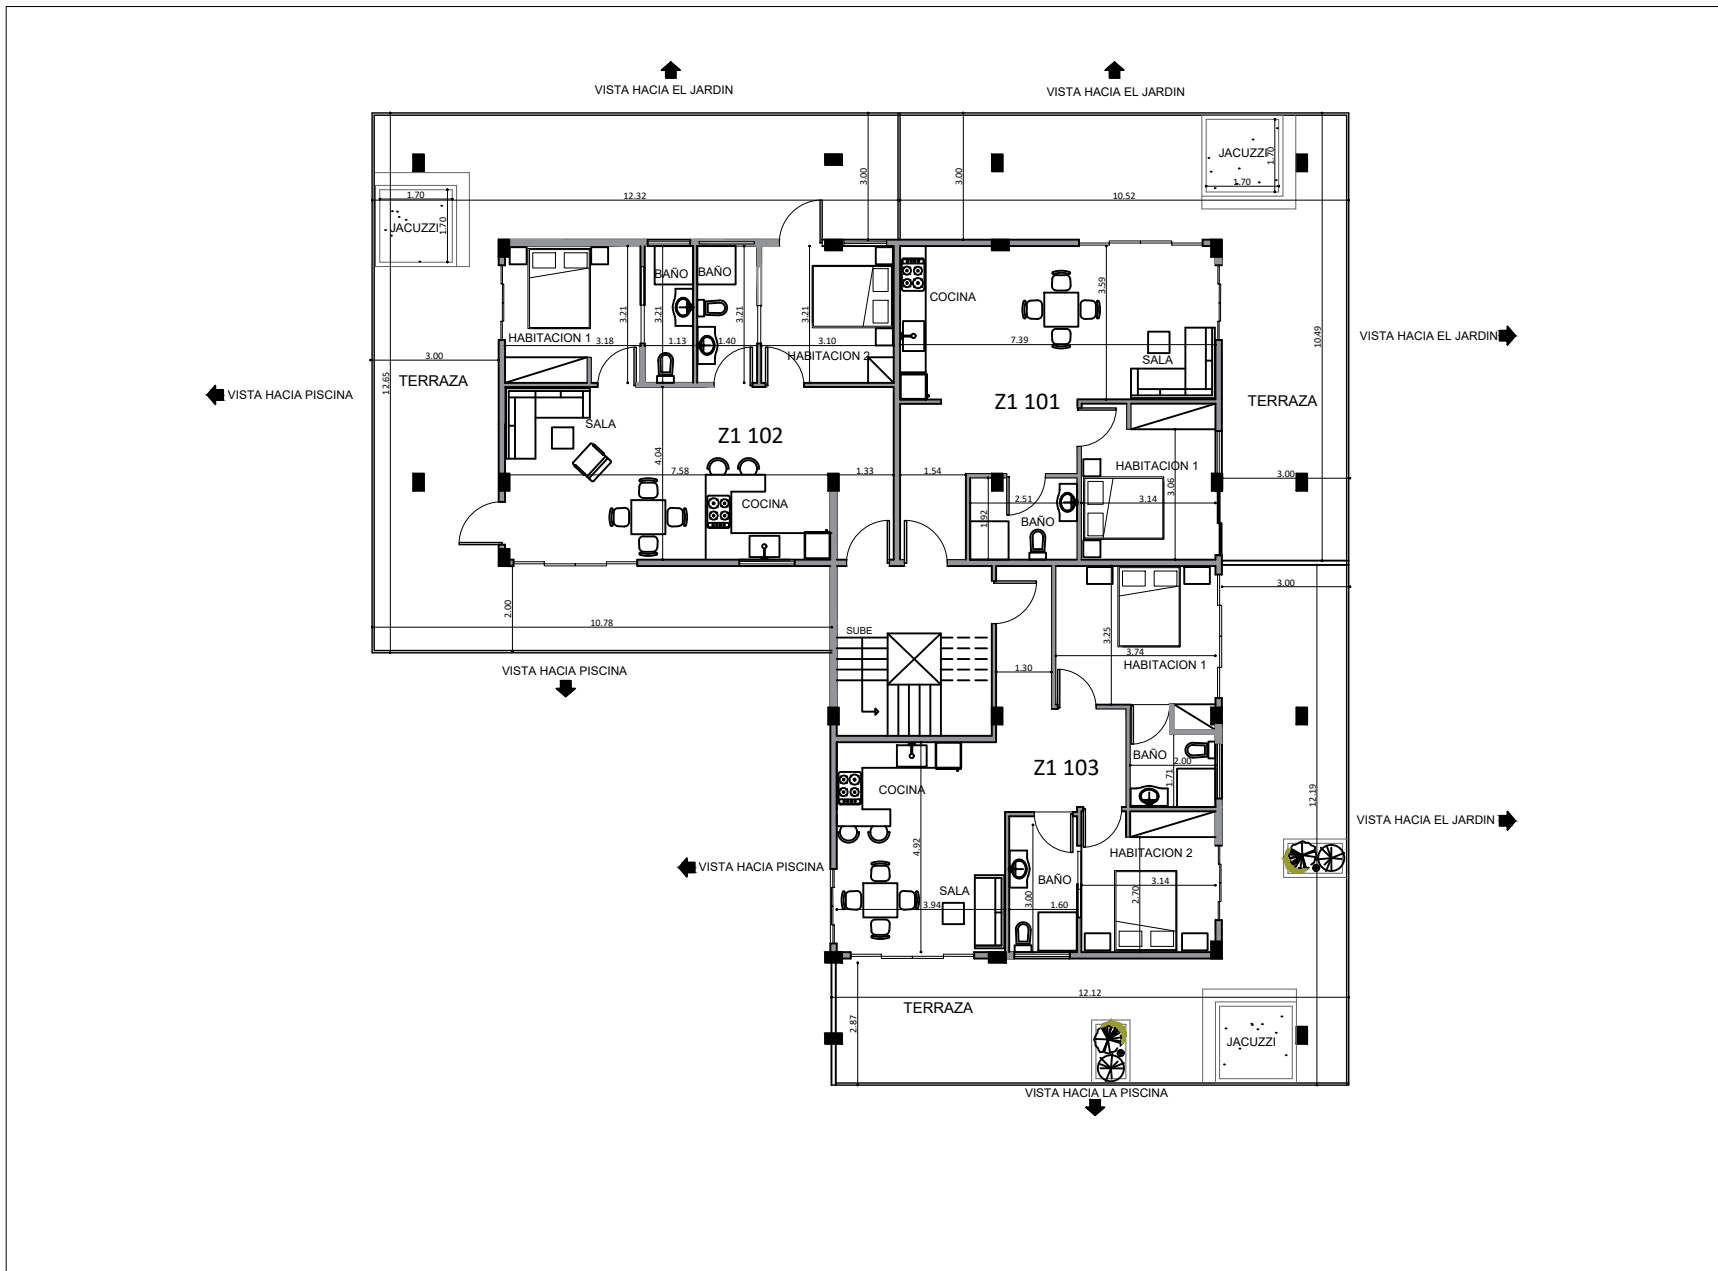 VISTA HACIA EL JARDIN
VISTA HACIA EL JARDIN
JACUZZI
1.70
1.70
3.00
3.00
1.70
12.32
10.52
1.70
JACUZZI
BAÑO
BAÑO
COCINA
3.59
3.21
3.21
3.21
3.21
HABITACION 1
3.18
1.13
1.40
3.10
HABITACION 2
7.39
SALA
10.49
VISTA HACIA EL JARDIN
3.00
12.65
TERRAZA
VISTA HACIA PISCINA
Z1 101
TERRAZA
SALA
Z1 102
4.04
7.58
1.33
1.54
HABITACION 1
3.06
3.00
COCINA
2.51
3.14
1.92
BAÑO
2.00
10.78
3.00
SUBE
3.25
3.74
HABITACION 1
1.30
VISTA HACIA PISCINA
BAÑO
2.00
1.71
Z1 103
COCINA
12.19
VISTA HACIA EL JARDIN
4.92
HABITACION 2
VISTA HACIA PISCINA
SALA
BAÑO
3.14
2.70
3.94
3.00
1.60
12.12
TERRAZA
2.87
JACUZZI
VISTA HACIA LA PISCINA